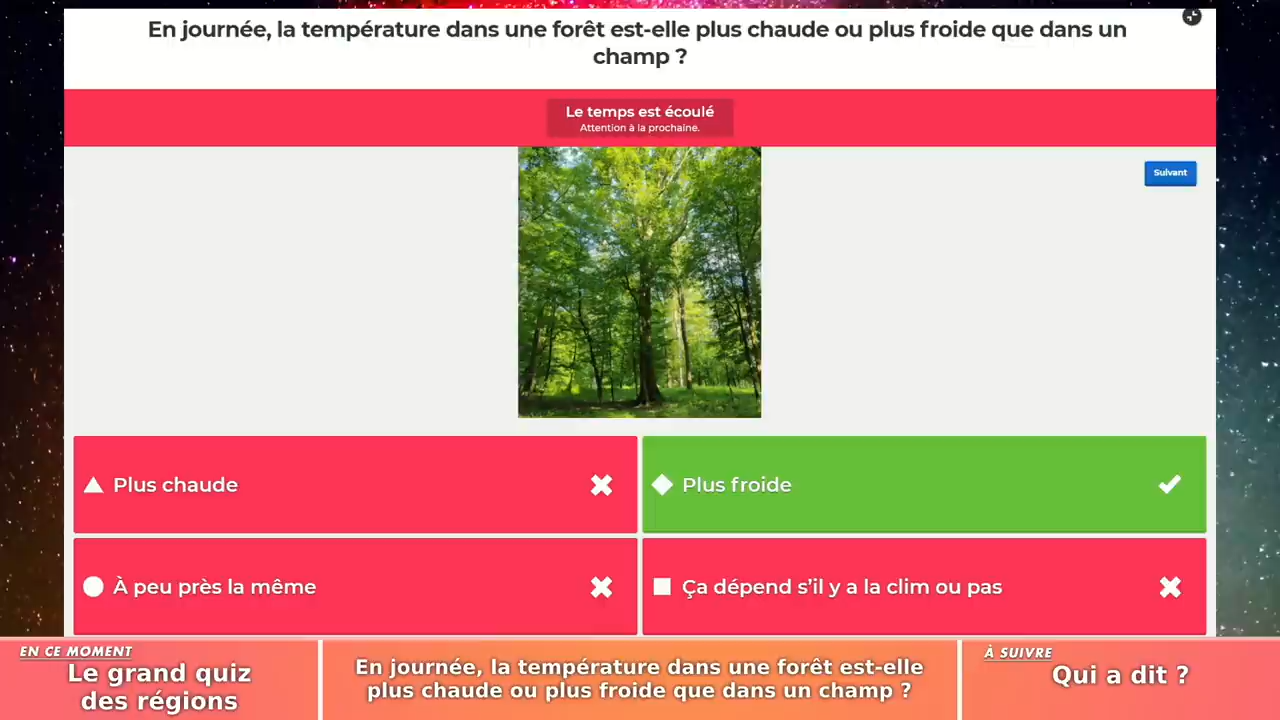 En journée, la température dans une forêt est-elle plus chaude ou plus froide que dans un
champ ?
Le temps est écoulé
Attention à la prochaine.
Suivant
Plus chaude
Plus froide
À peu près la même
Ça dépend s’il y a la clim ou pas
EN CE MOMENT
Le grand quiz
des régions
En journée, la température dans une forêt est-elle
plus chaude ou plus froide que dans un champ ?
À SUIVRE
Qui a dit ?